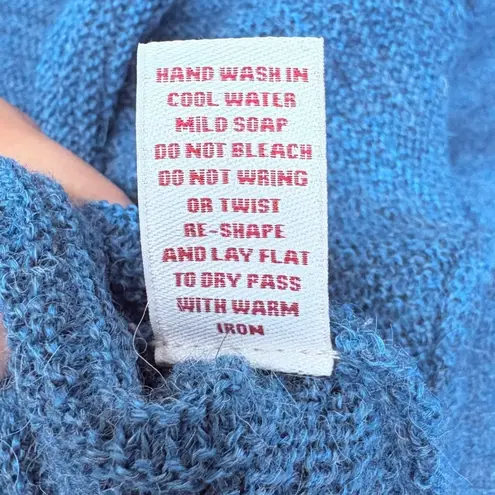 HAND WASH IN
COOL WATER
MILD SOAP
DO NOT BLEACH
DO NOT WRING
OR TWIST
RE-SHAPE
AND LAY FLAT
TO DRY PASS
WITH WARM
IRON